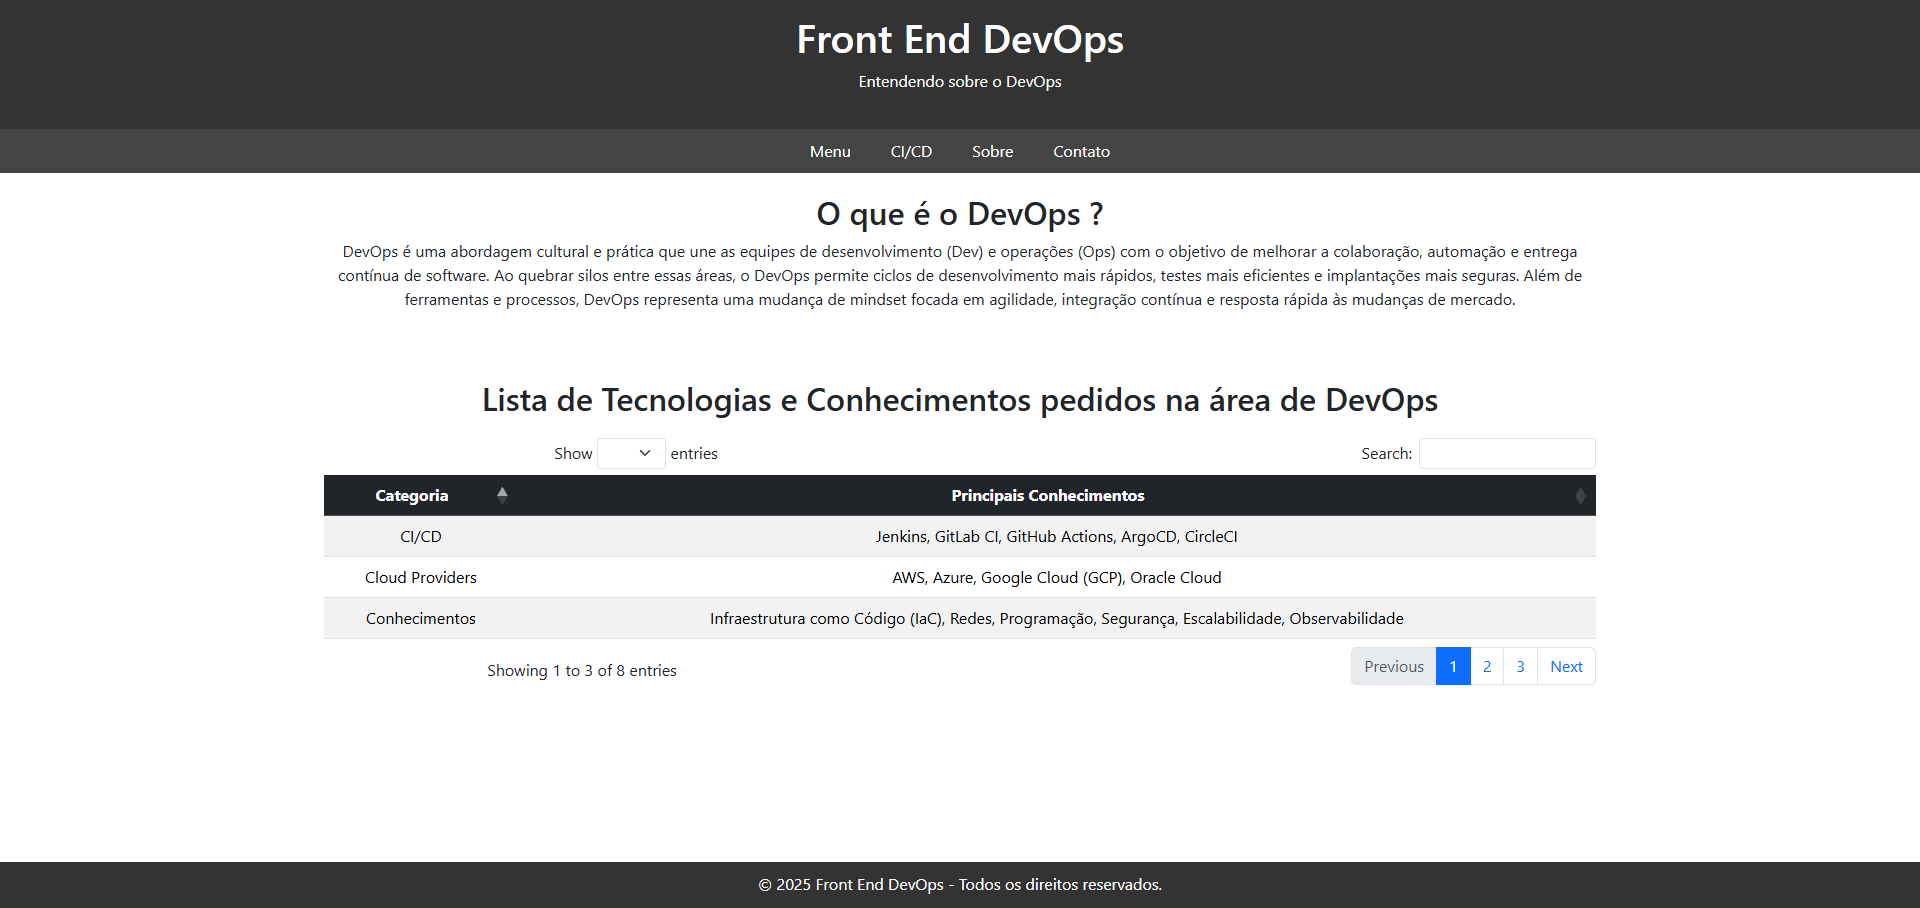 Front End DevOps
Entendendo sobre o DevOps
Menu CI/CD Sobre Contato
O que é o DevOps ?
DevOps é uma abordagem cultural e prática que une as equipes de desenvolvimento (Dev) e operações (Ops) com o objetivo de melhorar a colaboração, automação e entrega
contínua de software. Ao quebrar silos entre essas áreas, o DevOps permite ciclos de desenvolvimento mais rápidos, testes mais eficientes e implantações mais seguras. Além de
ferramentas e processos, DevOps representa uma mudança de mindset focada em agilidade, integração contínua e resposta rápida às mudanças de mercado.
Lista de Tecnologias e Conhecimentos pedidos na área de DevOps
Show entries Search:
Categoria Principais Conhecimentos
CI/CD Jenkins, GitLab CI, GitHub Actions, ArgoCD, CircleCI
Cloud Providers AWS, Azure, Google Cloud (GCP), Oracle Cloud
Conhecimentos Infraestrutura como Código (IaC), Redes, Programação, Segurança, Escalabilidade, Observabilidade
Showing 1 to 3 of 8 entries Previous 1 2 3 Next
© 2025 Front End DevOps - Todos os direitos reservados.